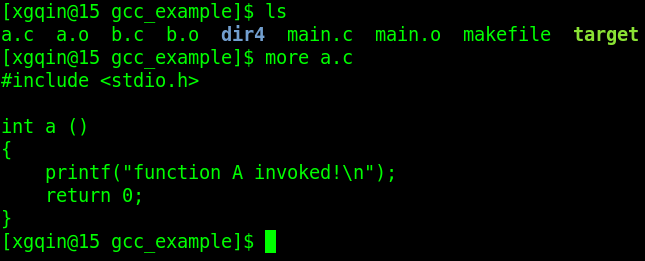 [xgqin@15 gcc_example]$ ls
a.c  a.o  b.c  b.o  dir4  main.c  main.o  makefile  target
[xgqin@15 gcc_example]$ more a.c
#include <stdio.h>

int a ()
{
    printf("function A invoked!\n");
    return 0;
}
[xgqin@15 gcc_example]$